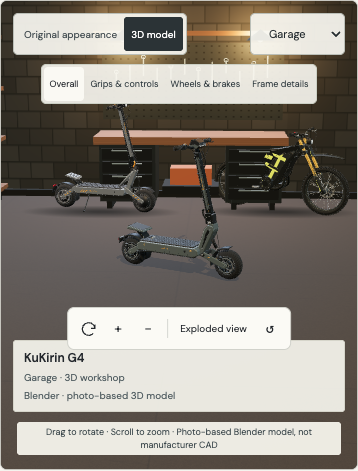 Original appearance 3D model Garage
Overall Grips & controls Wheels & brakes Frame details
+ − Exploded view
KuKirin G4
Garage · 3D workshop
Blender · photo-based 3D model
Drag to rotate · Scroll to zoom · Photo-based Blender model, not
manufacturer CAD